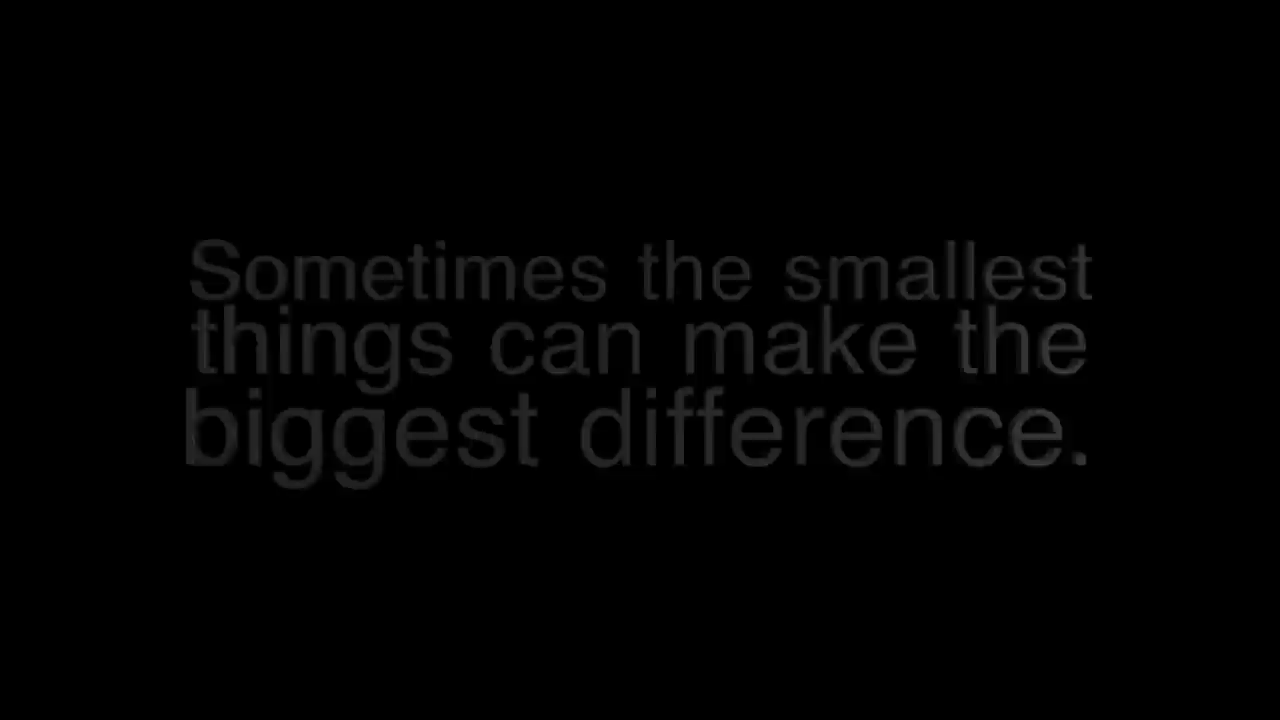 Sometimes the smallest
things can make the
biggest difference.